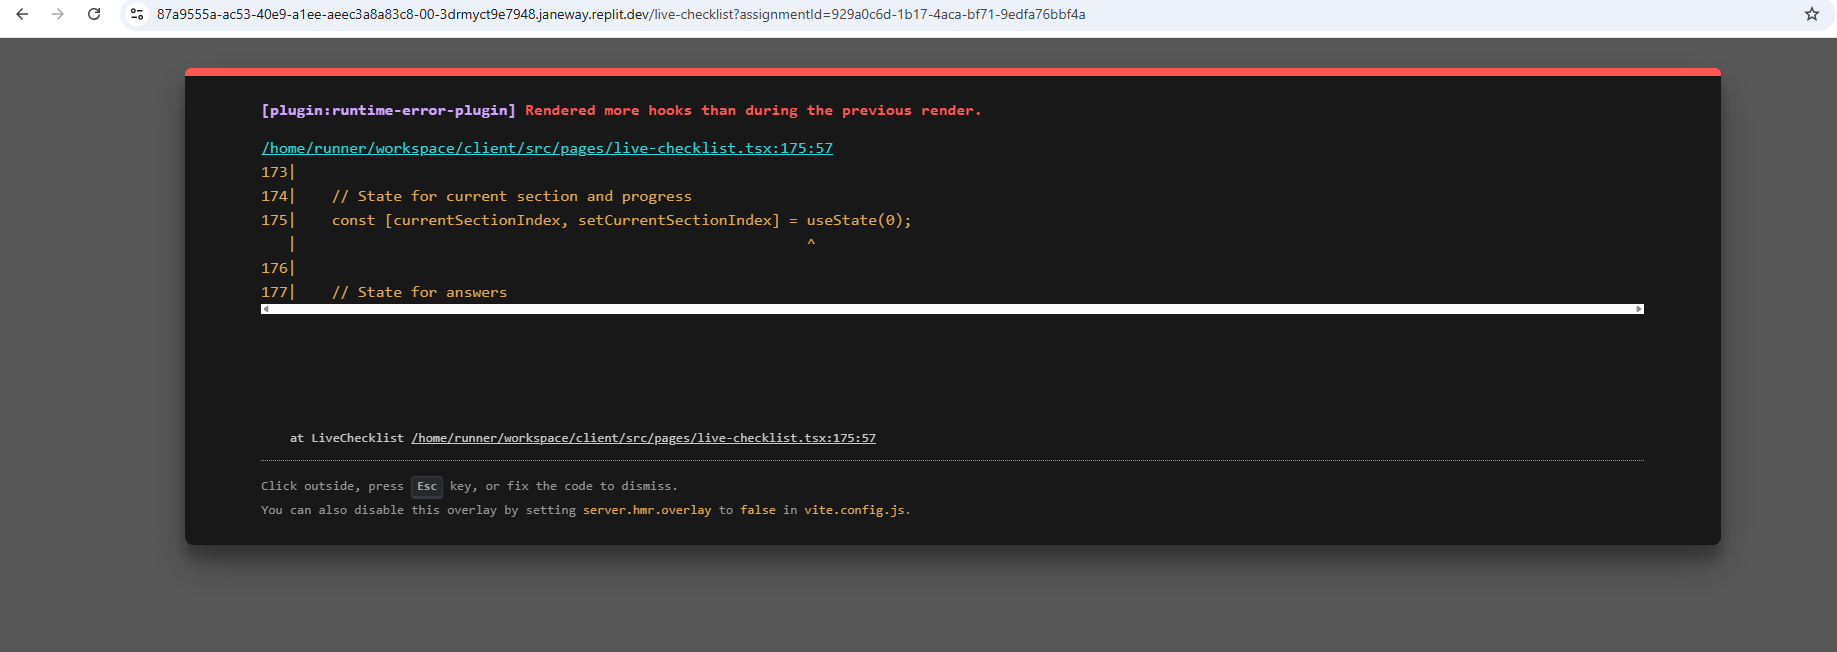 87a9555a-ac53-40e9-a1ee-aeec3a8a83c8-00-3drmyct9e7948.janeway.replit.dev/live-checklist?assignmentId=929a0c6d-1b17-4aca-bf71-9edfa76bbf4a
[plugin:runtime-error-plugin] Rendered more hooks than during the previous render.
/home/runner/workspace/client/src/pages/live-checklist.tsx:175:57
173|
174|    // State for current section and progress
175|    const [currentSectionIndex, setCurrentSectionIndex] = useState(0);
   |                                                          ^
176|
177|    // State for answers
at LiveChecklist /home/runner/workspace/client/src/pages/live-checklist.tsx:175:57
Click outside, press Esc key, or fix the code to dismiss.
You can also disable this overlay by setting server.hmr.overlay to false in vite.config.js.